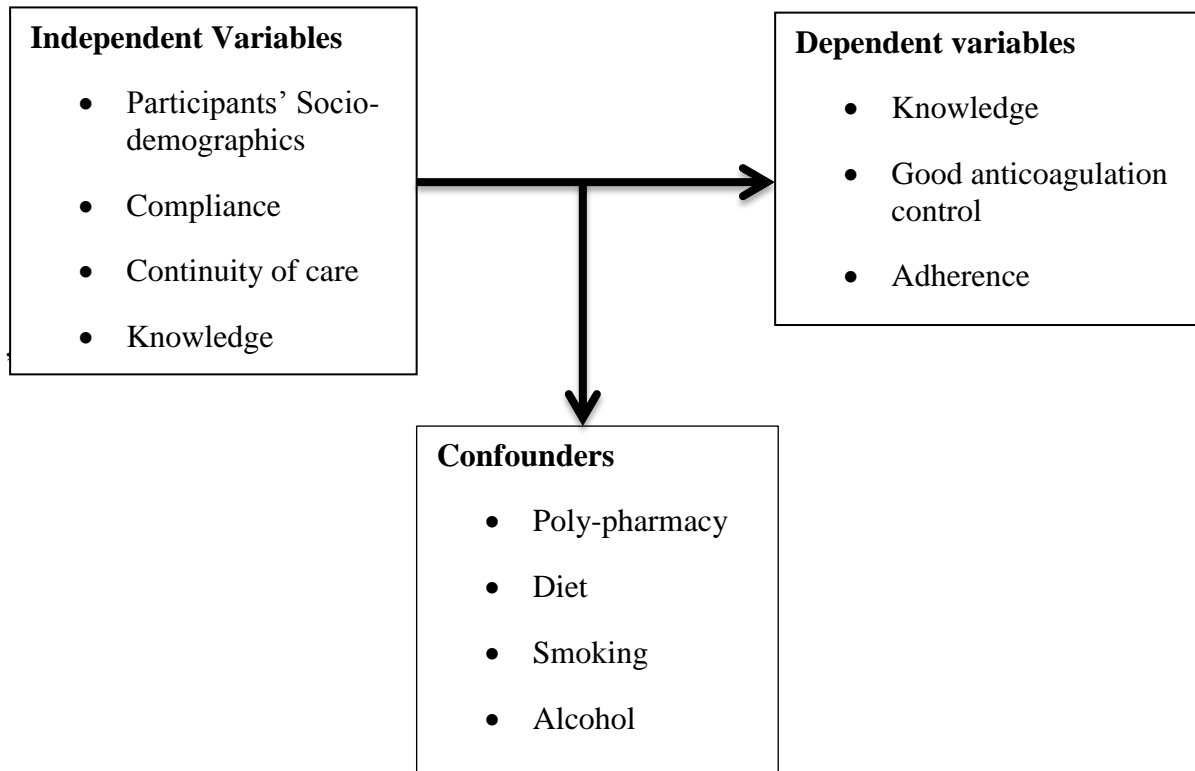 Independent Variables
• Participants’ Socio-
demographics
• Compliance
• Continuity of care
• Knowledge
,
Dependent variables
• Knowledge
• Good anticoagulation
control
• Adherence
Confounders
• Poly-pharmacy
• Diet
• Smoking
• Alcohol